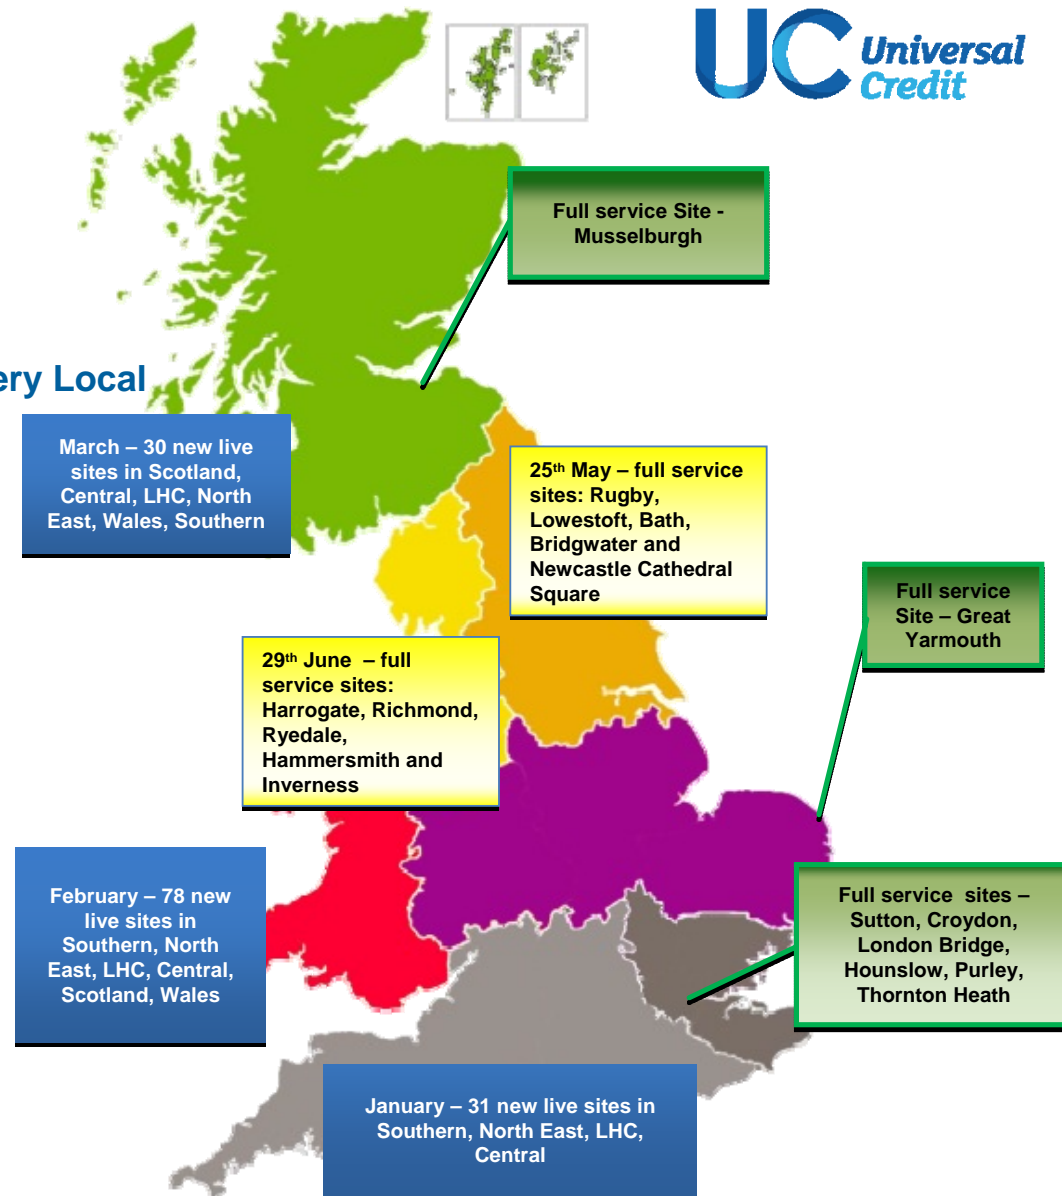 UC Universal
Credit
Full service Site -
Musselburgh
ery Local
March – 30 new live
sites in Scotland,
Central, LHC, North
East, Wales, Southern
25th May – full service
sites: Rugby,
Lowestoft, Bath,
Bridgwater and
Newcastle Cathedral
Square
Full service
Site – Great
Yarmouth
29th June – full
service sites:
Harrogate, Richmond,
Ryedale,
Hammersmith and
Inverness
February – 78 new
live sites in
Southern, North
East, LHC, Central,
Scotland, Wales
Full service sites –
Sutton, Croydon,
London Bridge,
Hounslow, Purley,
Thornton Heath
January – 31 new live sites in
Southern, North East, LHC,
Central